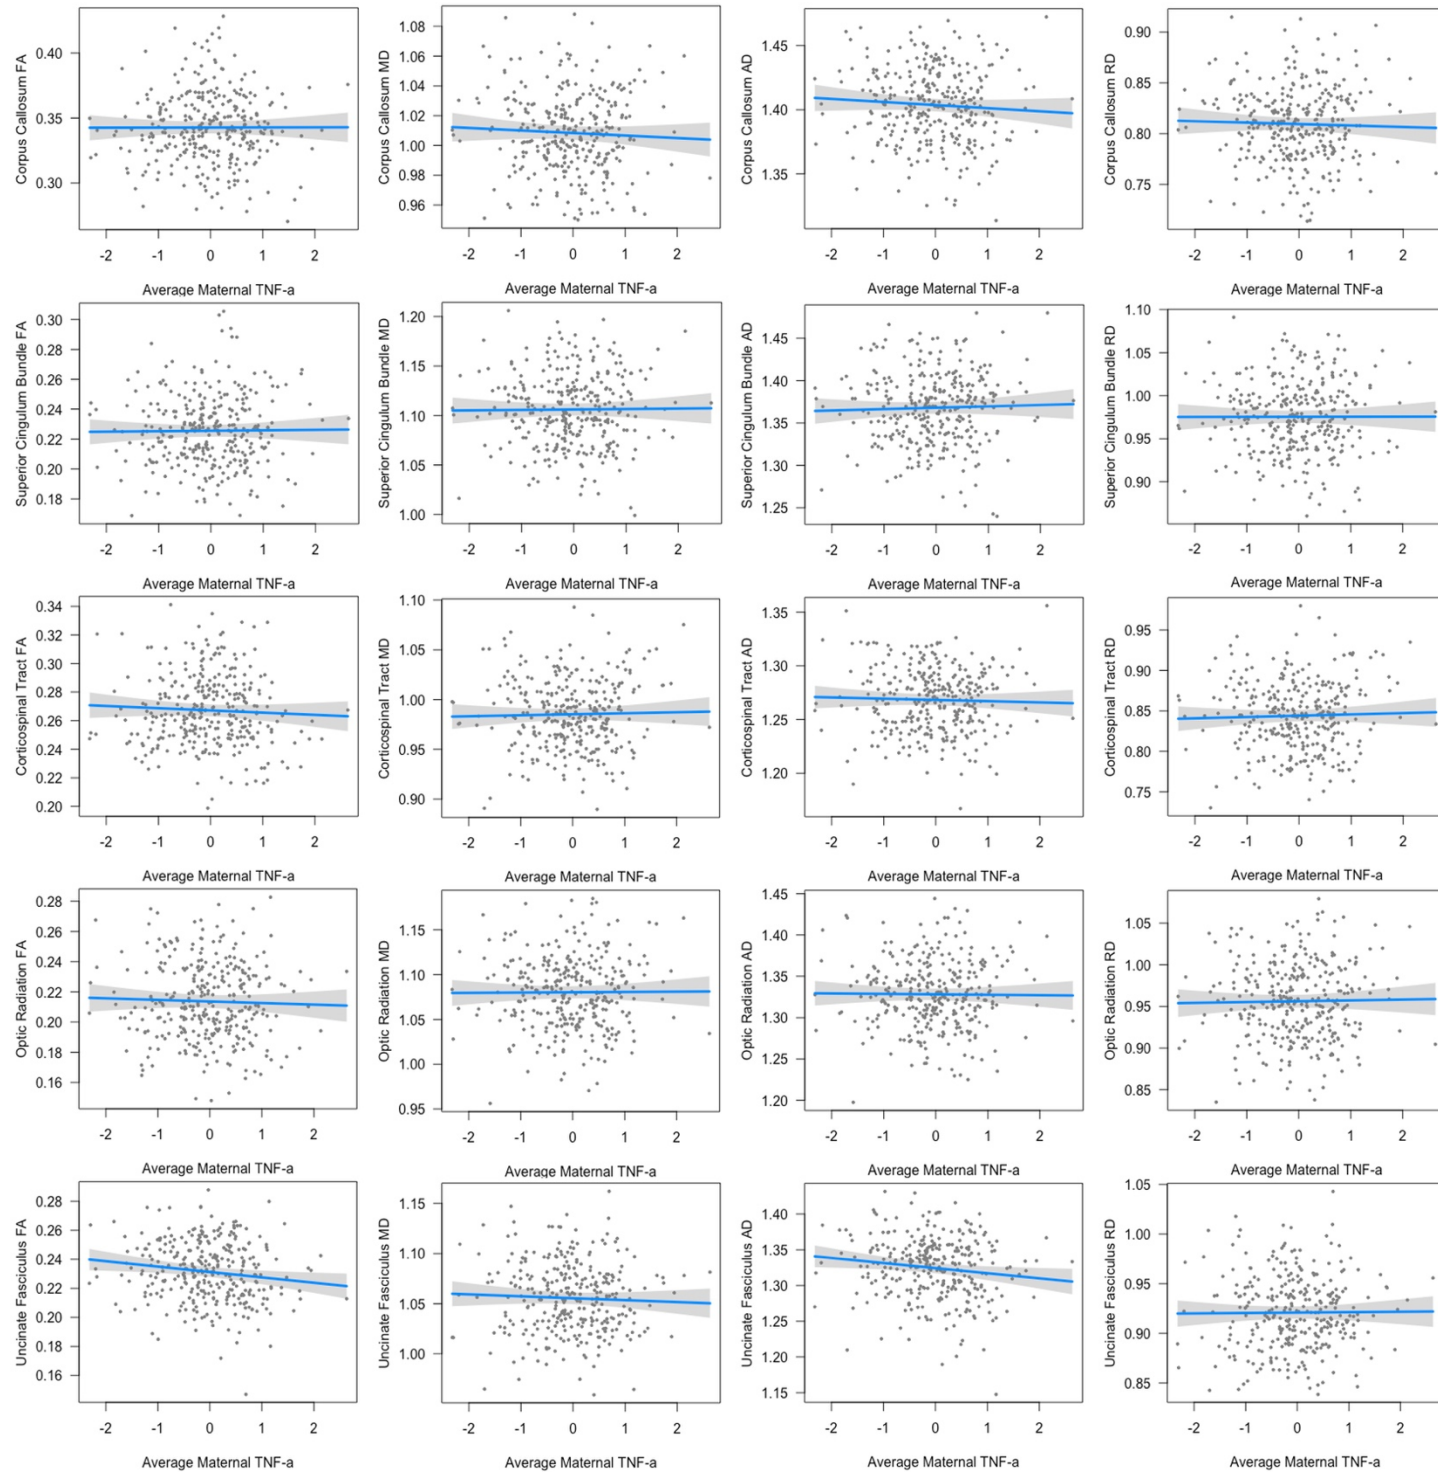 Corpus Callosum FA
0.40
0.35
0.30
-2 -1 0 1 2
Average Maternal TNF-a
Corpus Callosum MD
1.08
1.06
1.04
1.02
1.00
0.98
0.96
-2 -1 0 1 2
Average Maternal TNF-a
Corpus Callosum AD
1.45
1.40
1.35
-2 -1 0 1 2
Average Maternal TNF-a
Corpus Callosum RD
0.90
0.85
0.80
0.75
-2 -1 0 1 2
Average Maternal TNF-a
Superior Cingulum Bundle FA
0.30
0.28
0.26
0.24
0.22
0.20
0.18
-2 -1 0 1 2
Average Maternal TNF-a
Superior Cingulum Bundle MD
1.20
1.15
1.10
1.05
1.00
-2 -1 0 1 2
Average Maternal TNF-a
Superior Cingulum Bundle AD
1.45
1.40
1.35
1.30
1.25
-2 -1 0 1 2
Average Maternal TNF-a
Superior Cingulum Bundle RD
1.10
1.05
1.00
0.95
0.90
-2 -1 0 1 2
Average Maternal TNF-a
Corticospinal Tract FA
0.34
0.32
0.30
0.28
0.26
0.24
0.22
0.20
-2 -1 0 1 2
Average Maternal TNF-a
Corticospinal Tract MD
1.10
1.05
1.00
0.95
0.90
-2 -1 0 1 2
Average Maternal TNF-a
Corticospinal Tract AD
1.35
1.30
1.25
1.20
-2 -1 0 1 2
Average Maternal TNF-a
Corticospinal Tract RD
0.95
0.90
0.85
0.80
0.75
-2 -1 0 1 2
Average Maternal TNF-a
Optic Radiation FA
0.28
0.26
0.24
0.22
0.20
0.18
0.16
-2 -1 0 1 2
Average Maternal TNF-a
Optic Radiation MD
1.15
1.10
1.05
1.00
0.95
-2 -1 0 1 2
Average Maternal TNF-a
Optic Radiation AD
1.45
1.40
1.35
1.30
1.25
1.20
-2 -1 0 1 2
Average Maternal TNF-a
Optic Radiation RD
1.05
1.00
0.95
0.90
0.85
-2 -1 0 1 2
Average Maternal TNF-a
Uncinate Fasciculus FA
0.28
0.26
0.24
0.22
0.20
0.18
0.16
-2 -1 0 1 2
Average Maternal TNF-a
Uncinate Fasciculus MD
1.15
1.10
1.05
1.00
-2 -1 0 1 2
Average Maternal TNF-a
Uncinate Fasciculus AD
1.40
1.35
1.30
1.25
1.20
1.15
-2 -1 0 1 2
Average Maternal TNF-a
Uncinate Fasciculus RD
1.05
1.00
0.95
0.90
0.85
-2 -1 0 1 2
Average Maternal TNF-a